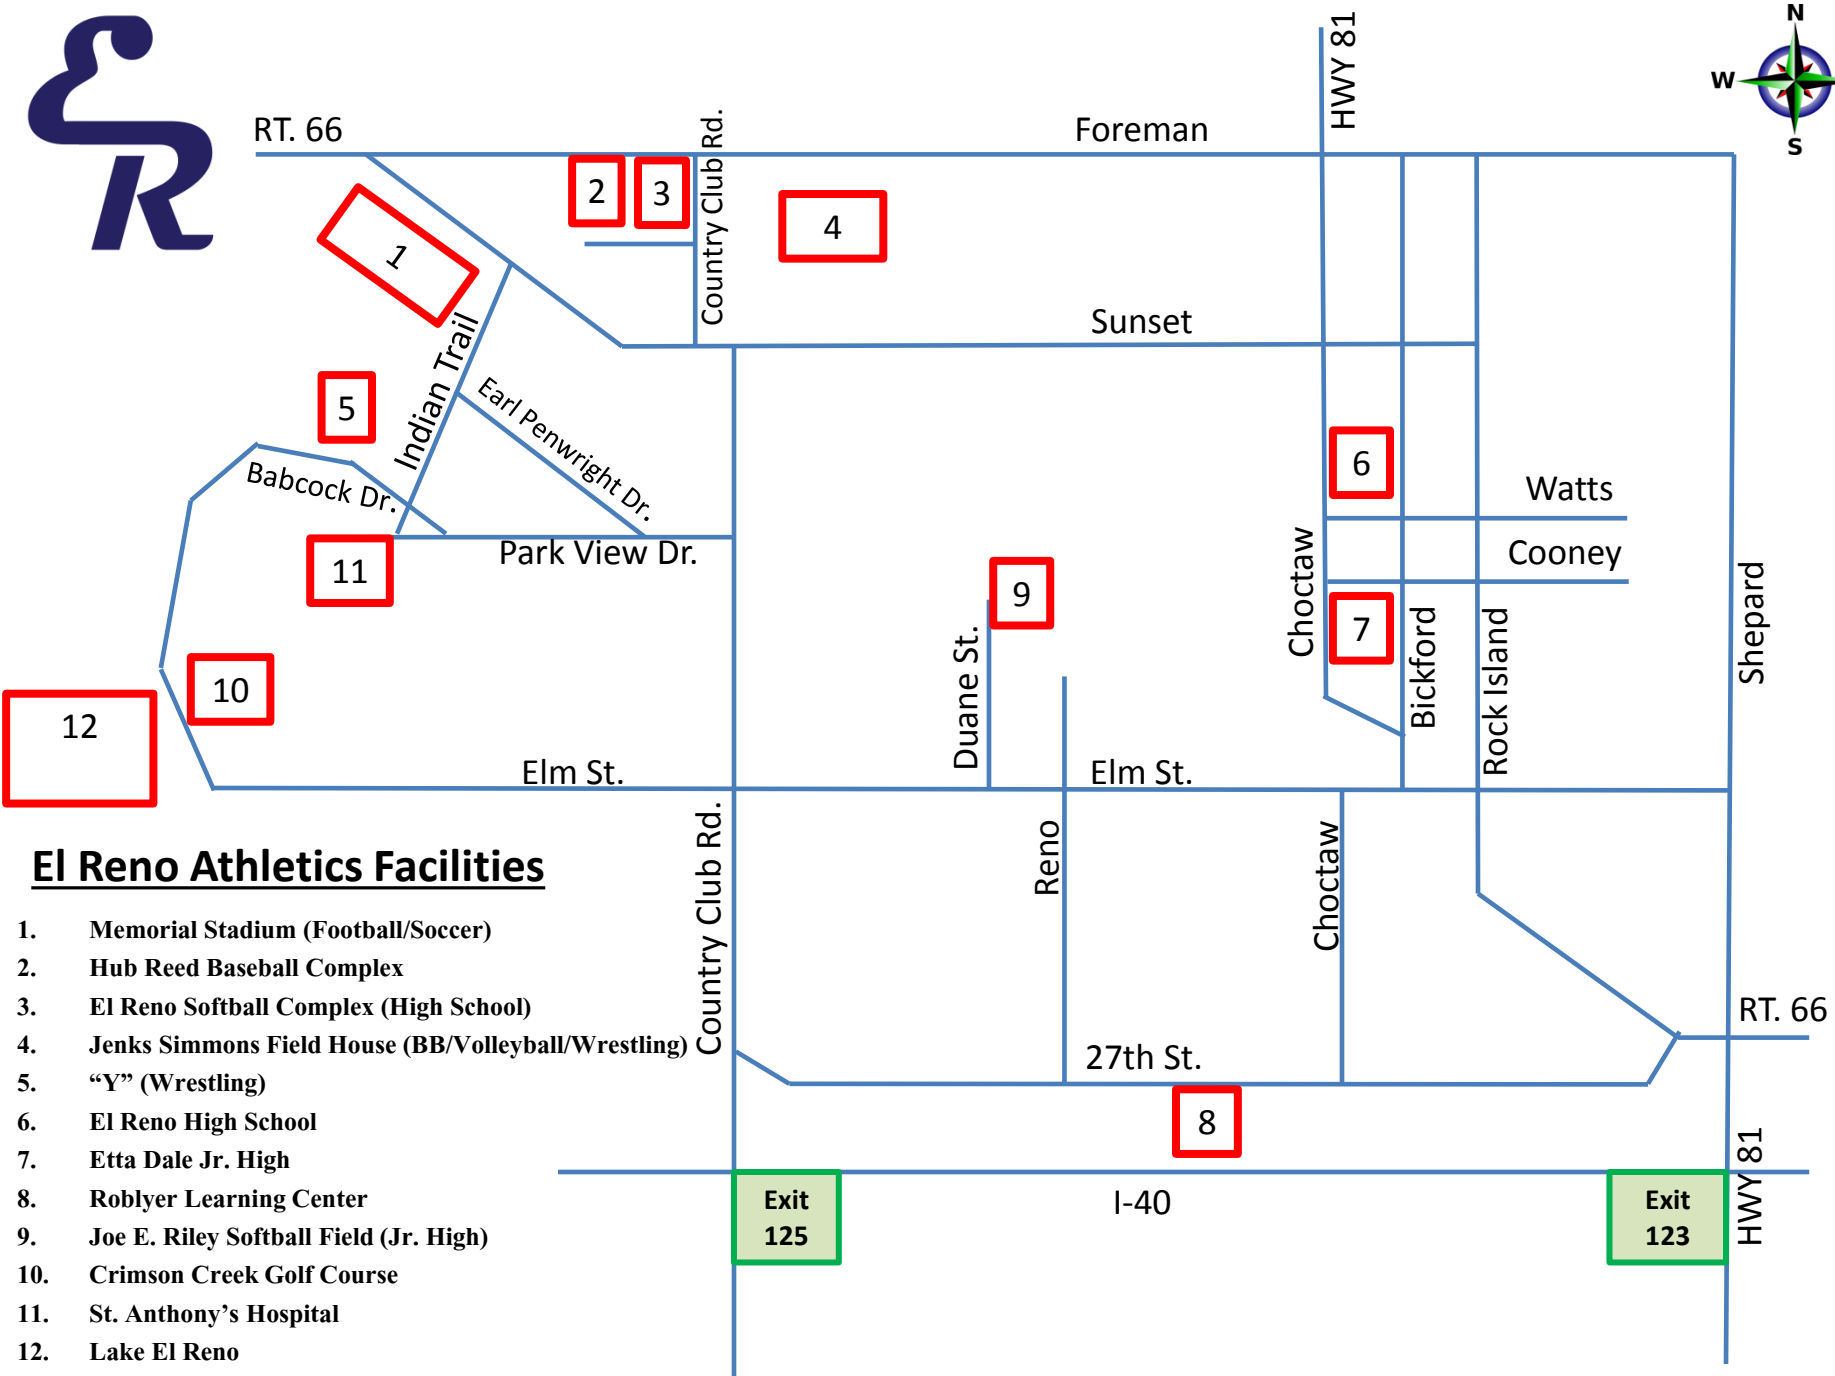 ER
N
W
S
HWY 81
RT. 66
Foreman
Country Club Rd.
1
2
3
4
Sunset
Indian Trail
Earl Penwright Dr.
5
Babcock Dr.
6
Watts
Cooney
Park View Dr.
11
9
Choctaw
7
Bickford
Rock Island
Shepard
Duane St.
10
12
Elm St.
Elm St.
Country Club Rd.
Reno
Choctaw
RT. 66
27th St.
8
I-40
HWY 81
Exit
125
Exit
123
El Reno Athletics Facilities
1. Memorial Stadium (Football/Soccer)
2. Hub Reed Baseball Complex
3. El Reno Softball Complex (High School)
4. Jenks Simmons Field House (BB/Volleyball/Wrestling)
5. “Y” (Wrestling)
6. El Reno High School
7. Etta Dale Jr. High
8. Roblyer Learning Center
9. Joe E. Riley Softball Field (Jr. High)
10. Crimson Creek Golf Course
11. St. Anthony’s Hospital
12. Lake El Reno